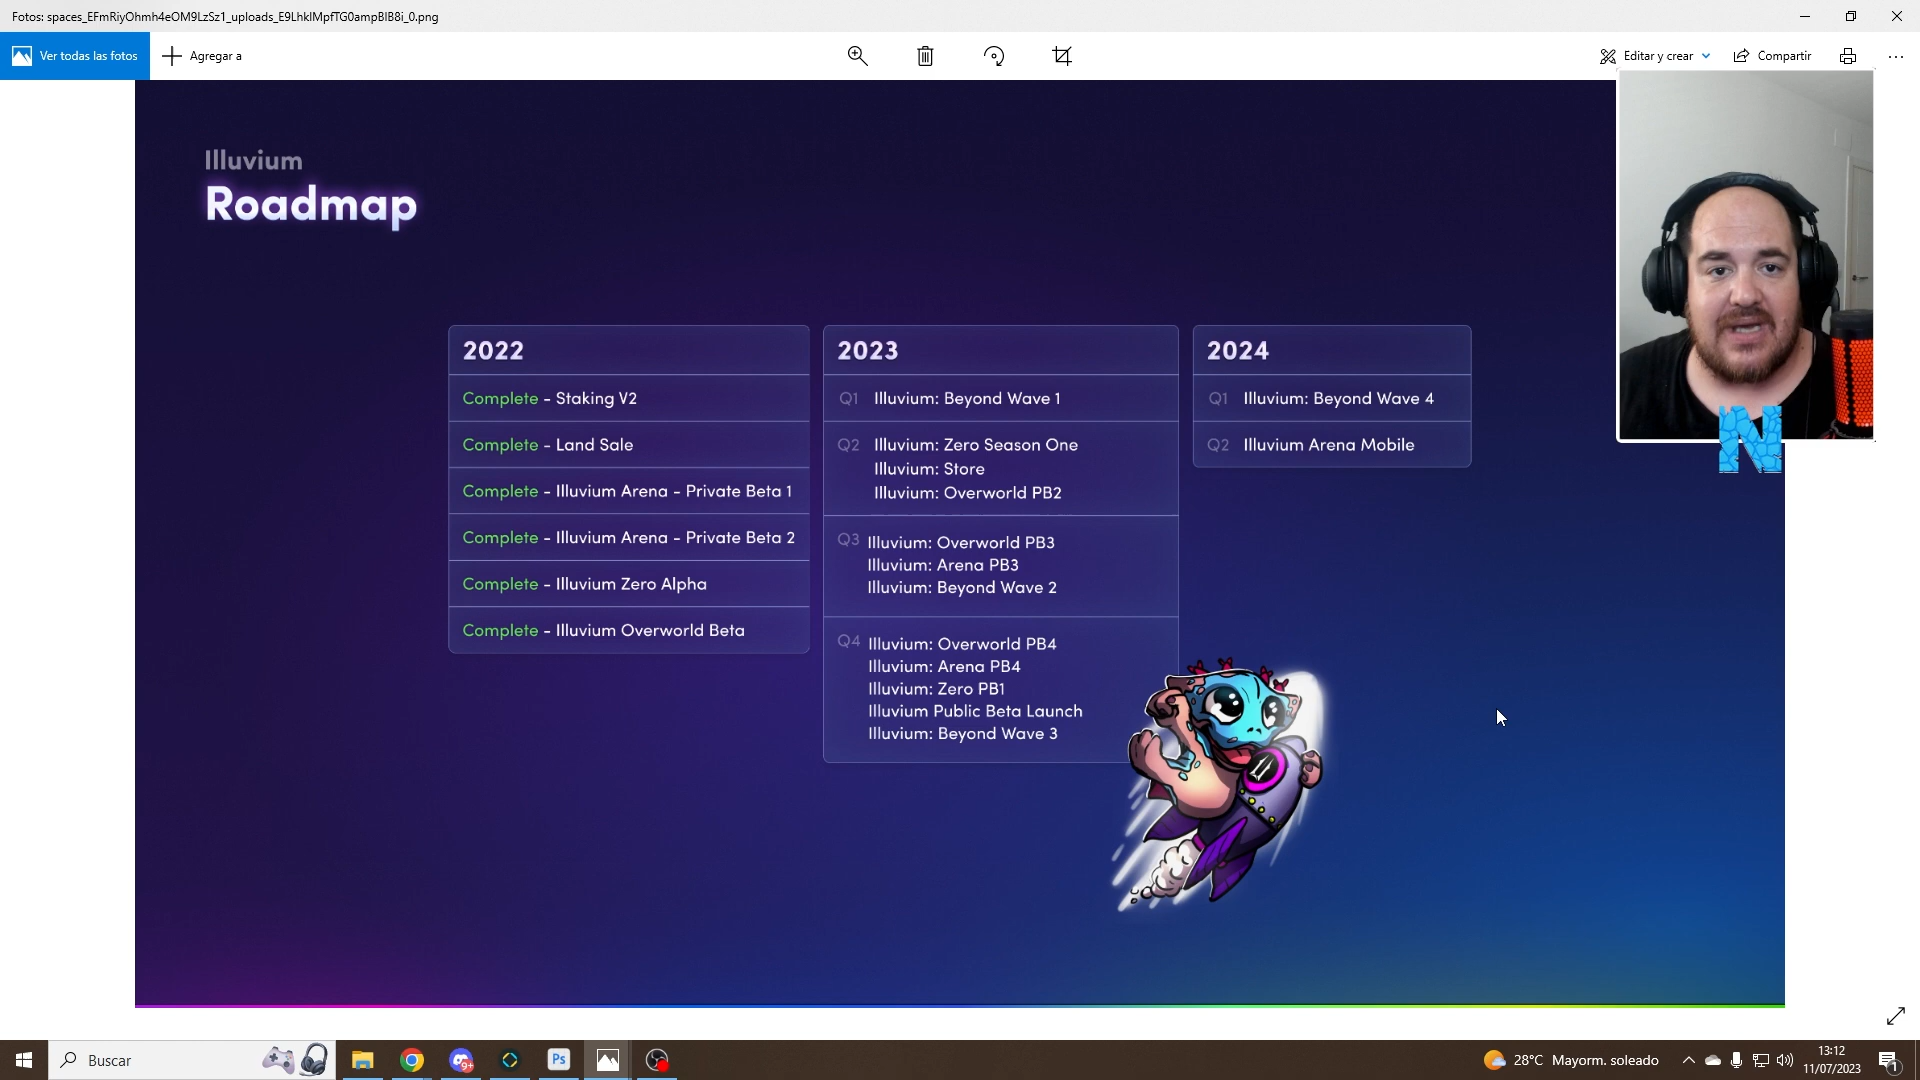 Fotos: spaces_EFmRiyOhmh4eOM9LzSz1_uploads_E9LhklMpfTG0ampBlB8i_0.png
Ver todas las fotos
Agregar a
Editar y crear
Compartir
Illuvium
Roadmap
2022
Complete - Staking V2
Complete - Land Sale
Complete - Illuvium Arena - Private Beta 1
Complete - Illuvium Arena - Private Beta 2
Complete - Illuvium Zero Alpha
Complete - Illuvium Overworld Beta
2023
Q1 Illuvium: Beyond Wave 1
Q2 Illuvium: Zero Season One
Illuvium: Store
Illuvium: Overworld PB2
Q3 Illuvium: Overworld PB3
Illuvium: Arena PB3
Illuvium: Beyond Wave 2
Q4 Illuvium: Overworld PB4
Illuvium: Arena PB4
Illuvium: Zero PB1
Illuvium Public Beta Launch
Illuvium: Beyond Wave 3
2024
Q1 Illuvium: Beyond Wave 4
Q2 Illuvium Arena Mobile
N
Buscar
9+
Ps
28°C Mayorm. soleado
13:12
11/07/2023
1